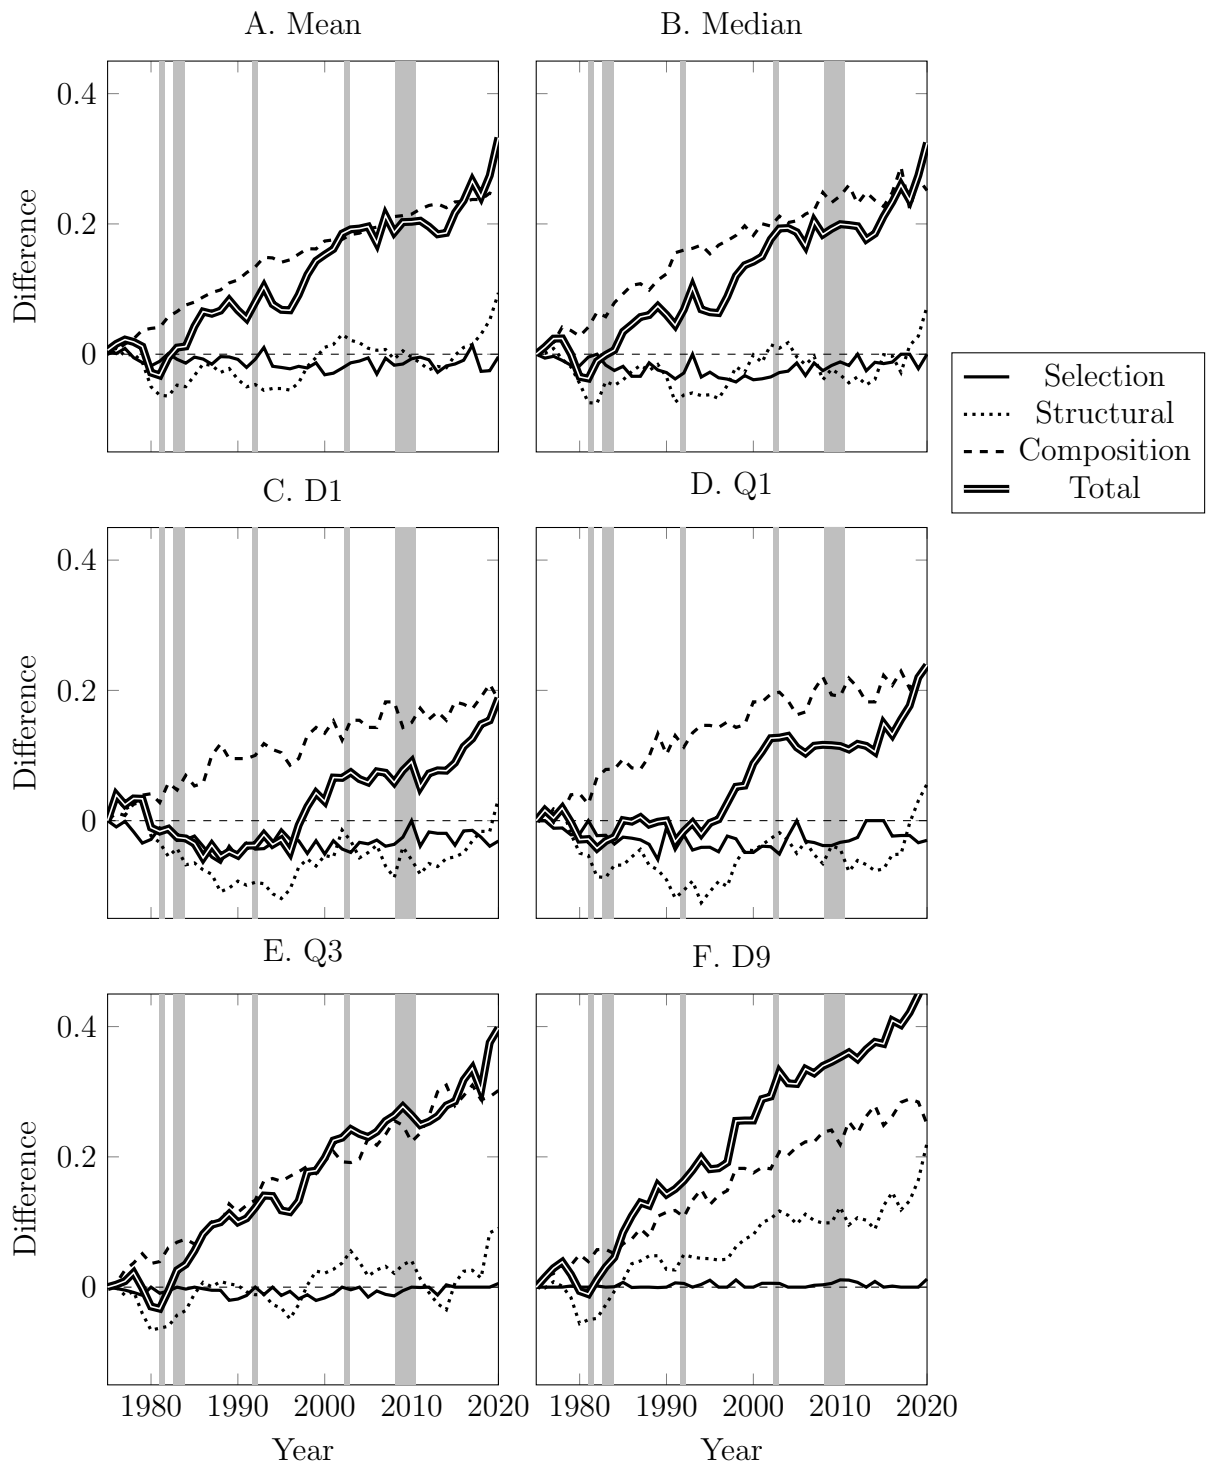 A. Mean
B. Median
0.4
0.2
0
Difference
Selection
Structural
Composition
Total
C. D1
D. Q1
0.4
0.2
0
Difference
E. Q3
F. D9
0.4
0.2
0
Difference
1980 1990 2000 2010 2020
1980 1990 2000 2010 2020
Year
Year